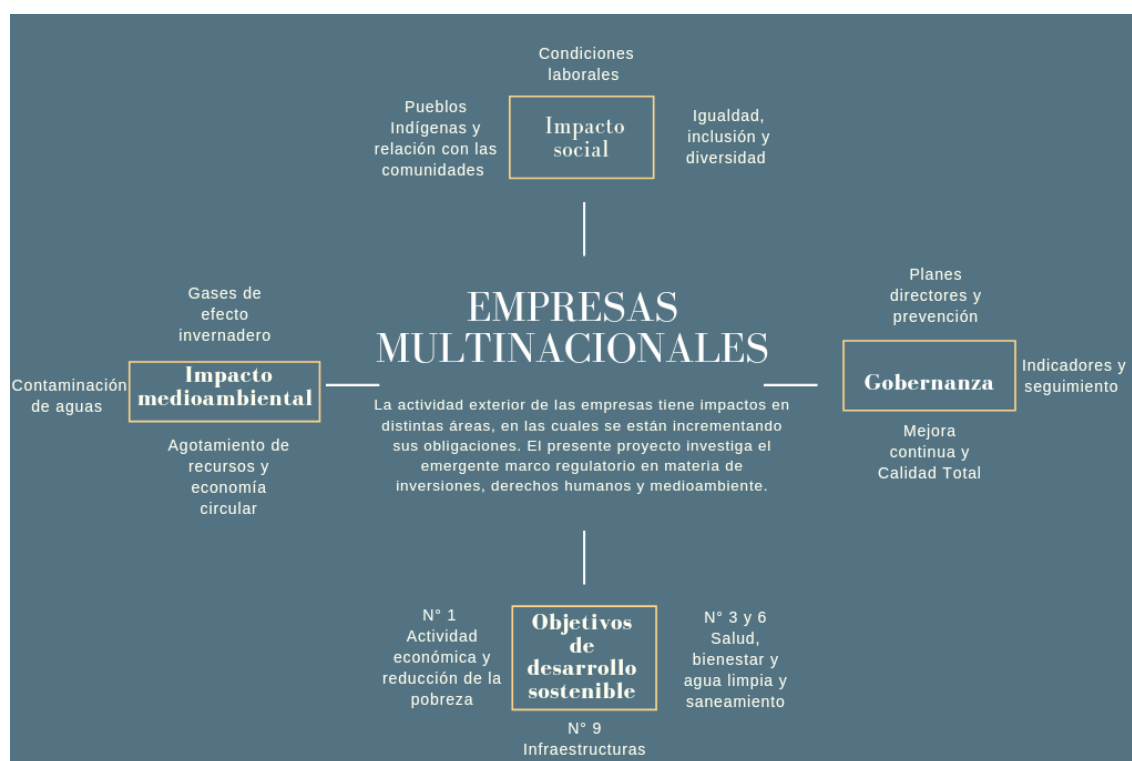 Condiciones
laborales
Pueblos
Indígenas y
relación con las
comunidades
Impacto
social
Igualdad,
inclusión y
diversidad
Gases de
efecto
invernadero
Contaminación
de aguas
Impacto
medioambiental
Agotamiento de
recursos y
economía
circular
EMPRESAS
MULTINACIONALES
La actividad exterior de las empresas tiene impactos en
distintas áreas, en las cuales se están incrementando
sus obligaciones. El presente proyecto investiga el
emergente marco regulatorio en materia de
inversiones, derechos humanos y medioambiente.
Planes
directores y
prevención
Gobernanza
Indicadores y
seguimiento
Mejora
continua y
Calidad Total
N° 1
Actividad
económica y
reducción de la
pobreza
Objetivos
de
desarrollo
sostenible
N° 3 y 6
Salud,
bienestar y
agua limpia y
saneamiento
N° 9
Infraestructuras